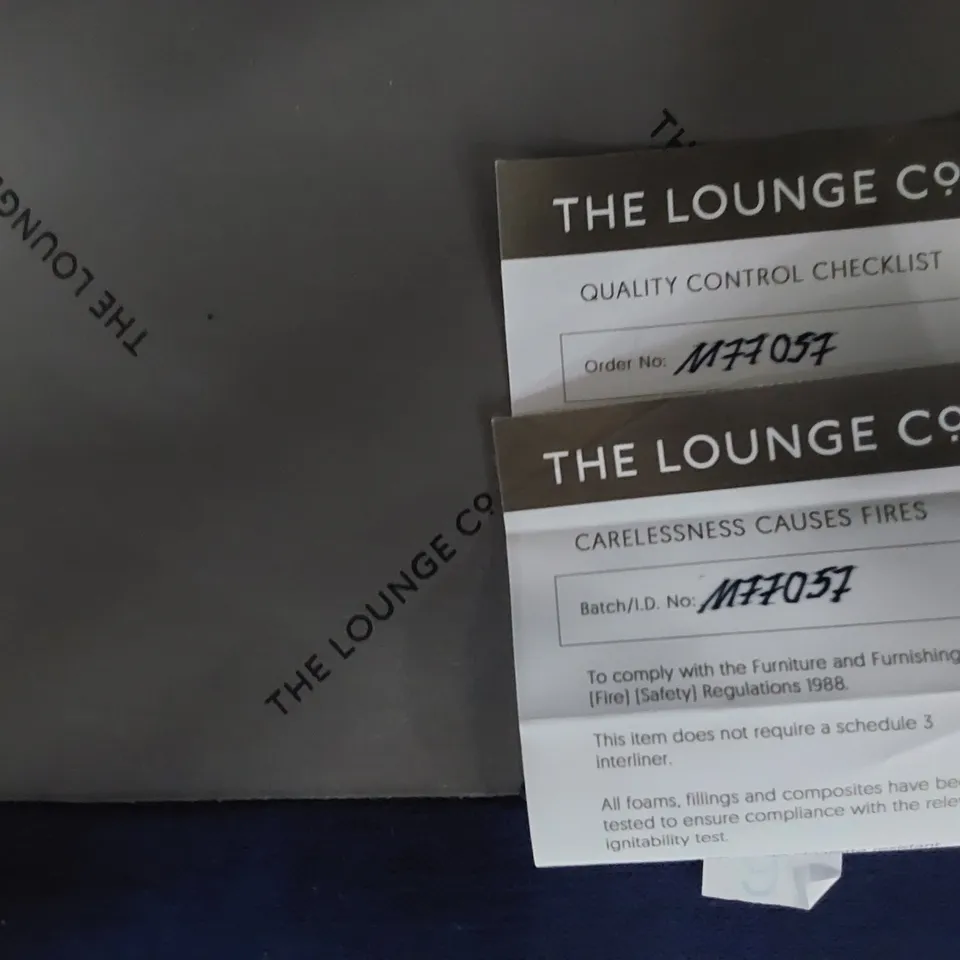 THE LOUNGE
TH
THE LOUNGE Cº
THE LOUNGE Cº
QUALITY CONTROL CHECKLIST
Order No: M77057
THE LOUNGE Cº
CARELESSNESS CAUSES FIRES
Batch/I.D. No: M77057
To comply with the Furniture and Furnishing
[Fire] [Safety] Regulations 1988.
This item does not require a schedule 3
interliner.
All foams, fillings and composites have be
tested to ensure compliance with the rele
ignitability test.